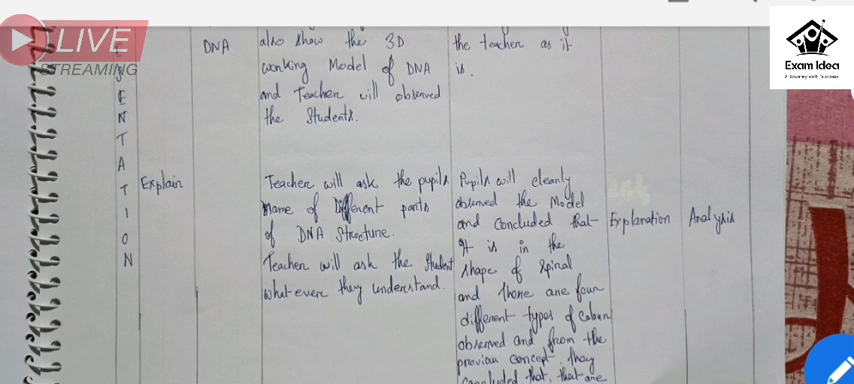 LIVE
STREAMING
Exam Idea
A Journey with Success
DNA
also show the 3D
working Model of DNA
and Teacher will observed
the Students.
the teacher as it
is.
E
S
E
N
T
A
T
I
O
N
Explain
Teacher will ask the pupils
Name of Different parts
of DNA Structure.
Teacher will ask the Student
what ever they understand.
Pupils will clearly
observed the Model
and concluded that
It is in the
shape of spiral
and there are four
different types of
observed and from the
previous concept. they
concluded that, that are
Explanation
Analysis